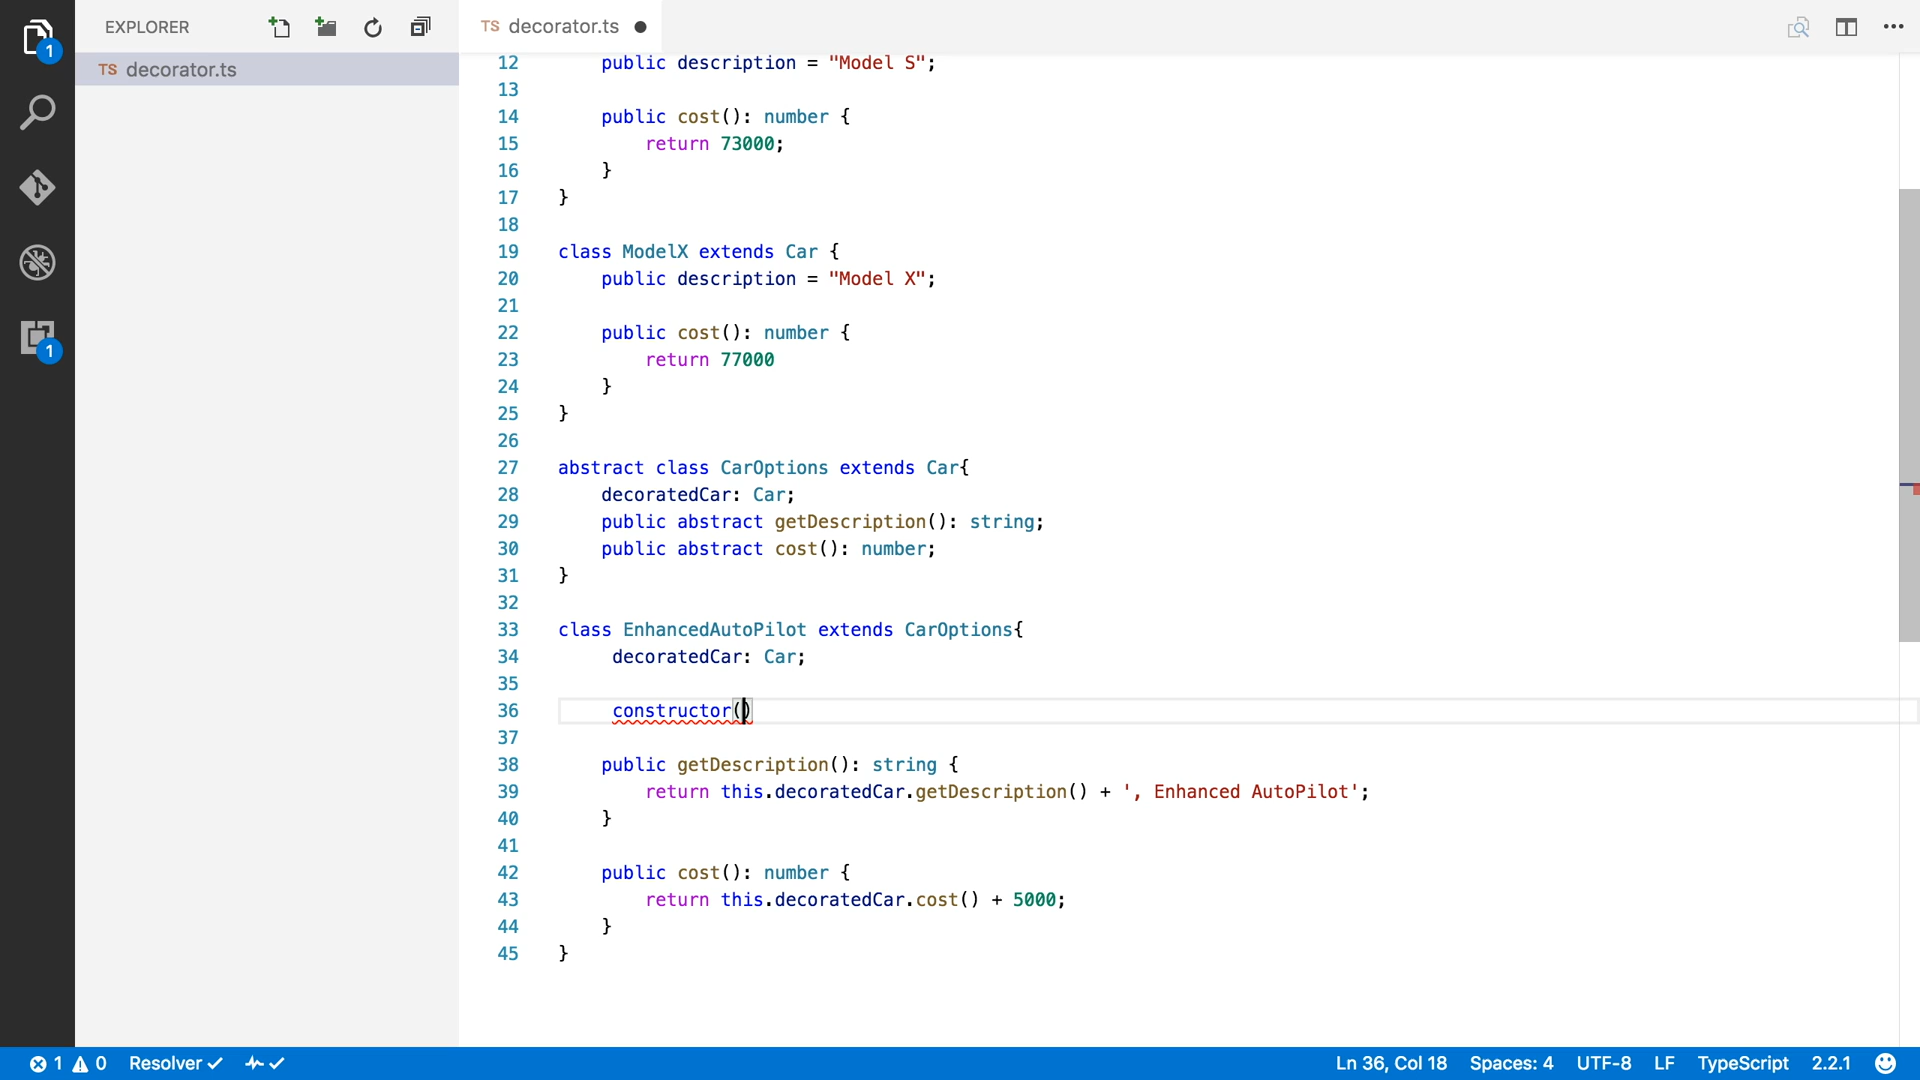 EXPLORER
TS decorator.ts
1
TS decorator.ts
1
12 public description = "Model S";
13
14 public cost(): number {
15 return 73000;
16 }
17 }
18
19 class ModelX extends Car {
20 public description = "Model X";
21
22 public cost(): number {
23 return 77000
24 }
25 }
26
27 abstract class CarOptions extends Car{
28 decoratedCar: Car;
29 public abstract getDescription(): string;
30 public abstract cost(): number;
31 }
32
33 class EnhancedAutoPilot extends CarOptions{
34 decoratedCar: Car;
35
36 constructor()
37
38 public getDescription(): string {
39 return this.decoratedCar.getDescription() + ', Enhanced AutoPilot';
40 }
41
42 public cost(): number {
43 return this.decoratedCar.cost() + 5000;
44 }
45 }
1 0 Resolver Ln 36, Col 18 Spaces: 4 UTF-8 LF TypeScript 2.2.1